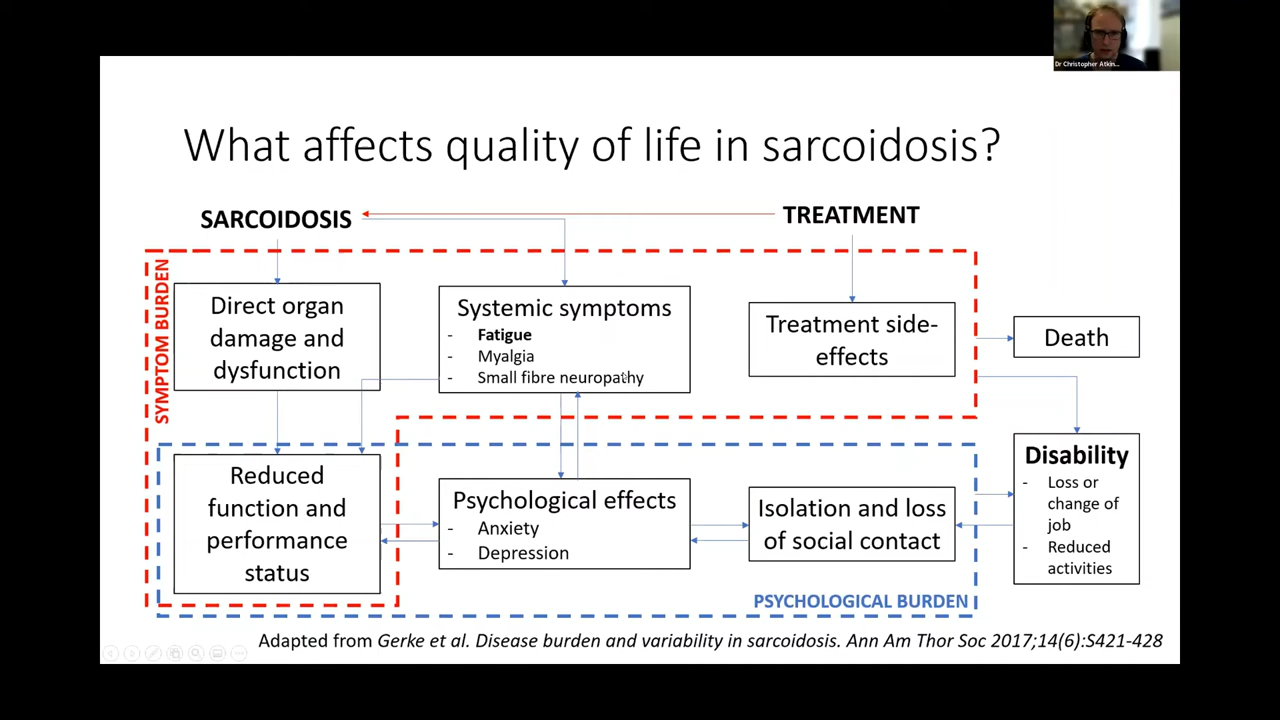 Dr Christopher Atkin...
What affects quality of life in sarcoidosis?
SARCOIDOSIS
TREATMENT
SYMPTOM BURDEN
Direct organ
damage and
dysfunction
Systemic symptoms
- Fatigue
- Myalgia
- Small fibre neuropathy
Treatment side-
effects
Death
Reduced
function and
performance
status
Psychological effects
- Anxiety
- Depression
Isolation and loss
of social contact
Disability
- Loss or
change of
job
- Reduced
activities
PSYCHOLOGICAL BURDEN
Adapted from Gerke et al. Disease burden and variability in sarcoidosis. Ann Am Thor Soc 2017;14(6):S421-428